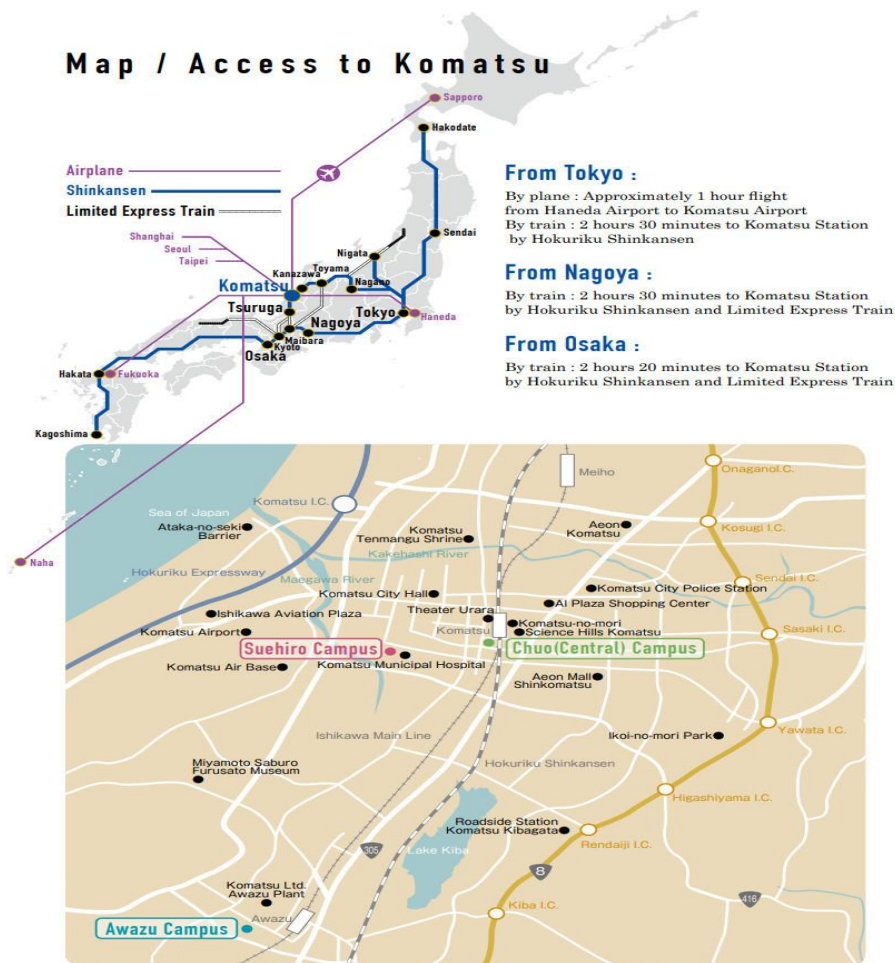 Map / Access to Komatsu
Sapporo
Hakodate
Airplane
Shinkansen
Limited Express Train
Shanghai
Seoul
Taipei
Sendai
Nigata
Toyama
Kanazawa
Komatsu
Nagano
Tsuruga
Tokyo
Haneda
Nagoya
Maibara
Kyoto
Osaka
Hakata
Fukuoka
Kagoshima
Naha
From Tokyo :
By plane : Approximately 1 hour flight
from Haneda Airport to Komatsu Airport
By train : 2 hours 30 minutes to Komatsu Station
by Hokuriku Shinkansen
From Nagoya :
By train : 2 hours 30 minutes to Komatsu Station
by Hokuriku Shinkansen and Limited Express Train
From Osaka :
By train : 2 hours 20 minutes to Komatsu Station
by Hokuriku Shinkansen and Limited Express Train
Onaganol.C.
Meiho
Komatsu I.C.
Sea of Japan
Ataka-no-seki
Barrier
Komatsu
Tenmangu Shrine
Aeon
Komatsu
Kosugi I.C.
Kakehashi River
Hokuriku Expressway
Maegawa River
Sendai I.C.
Komatsu City Hall
Komatsu City Police Station
Theater Urara
Al Plaza Shopping Center
Ishikawa Aviation Plaza
Komatsu-no-mori
Komatsu Airport
Komatsu
Science Hills Komatsu
Sasaki I.C.
Suehiro Campus
Chuo(Central) Campus
Komatsu Air Base
Komatsu Municipal Hospital
Aeon Mall
Shinkomatsu
Ishikawa Main Line
Ikoi-no-mori Park
Yawata I.C.
Miyamoto Saburo
Furusato Museum
Hokuriku Shinkansen
Higashiyama I.C.
Roadside Station
Komatsu Kibagata
Rendaiji I.C.
Lake Kiba
305
8
416
Komatsu Ltd.
Awazu Plant
Kiba I.C.
Awazu
Awazu Campus